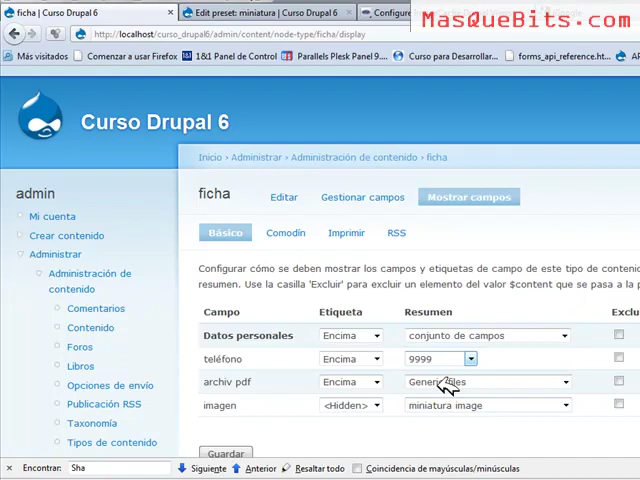 ficha | Curso Drupal 6
Edit preset: miniatura | Curso Drupal 6
Configure
MasQueBits.com
http://localhost/curso_drupal6/admin/content/node-type/ficha/display
Más visitados
Comenzar a usar Firefox
1&1 Panel de Control
Parallels Plesk Panel 9....
Curso para Desarrollar...
forms_api_reference.ht...
Curso Drupal 6
Inicio › Administrar › Administración de contenido › ficha
admin
Mi cuenta
Crear contenido
Administrar
Administración de
contenido
Comentarios
Contenido
Foros
Libros
Opciones de envío
Publicación RSS
Taxonomía
Tipos de contenido
ficha
Editar
Gestionar campos
Mostrar campos
Básico
Comodín
Imprimir
RSS
Configurar cómo se deben mostrar los campos y etiquetas de campo de este tipo de
resumen. Use la casilla 'Excluir' para excluir un elemento del valor $content que se pasa a la
Campo Etiqueta Resumen Exclu
Datos personales Encima conjunto de campos
teléfono Encima 9999
archiv pdf Encima Generic files
imagen <Hidden> miniatura image
Guardar
Encontrar: Sha
Siguiente
Anterior
Resaltar todo
Coincidencia de mayúsculas/minúsculas